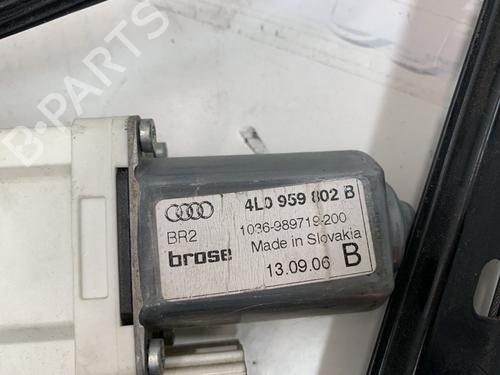 B-PARTS
4L0 959 802 B
BR2
1036-989719-200
brose
Made in Slovakia
13.09.06 B